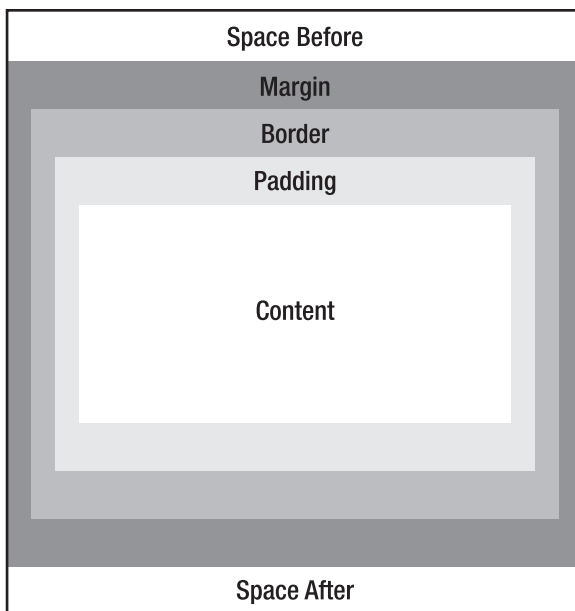 Space Before
Margin
Border
Padding
Content
Space After